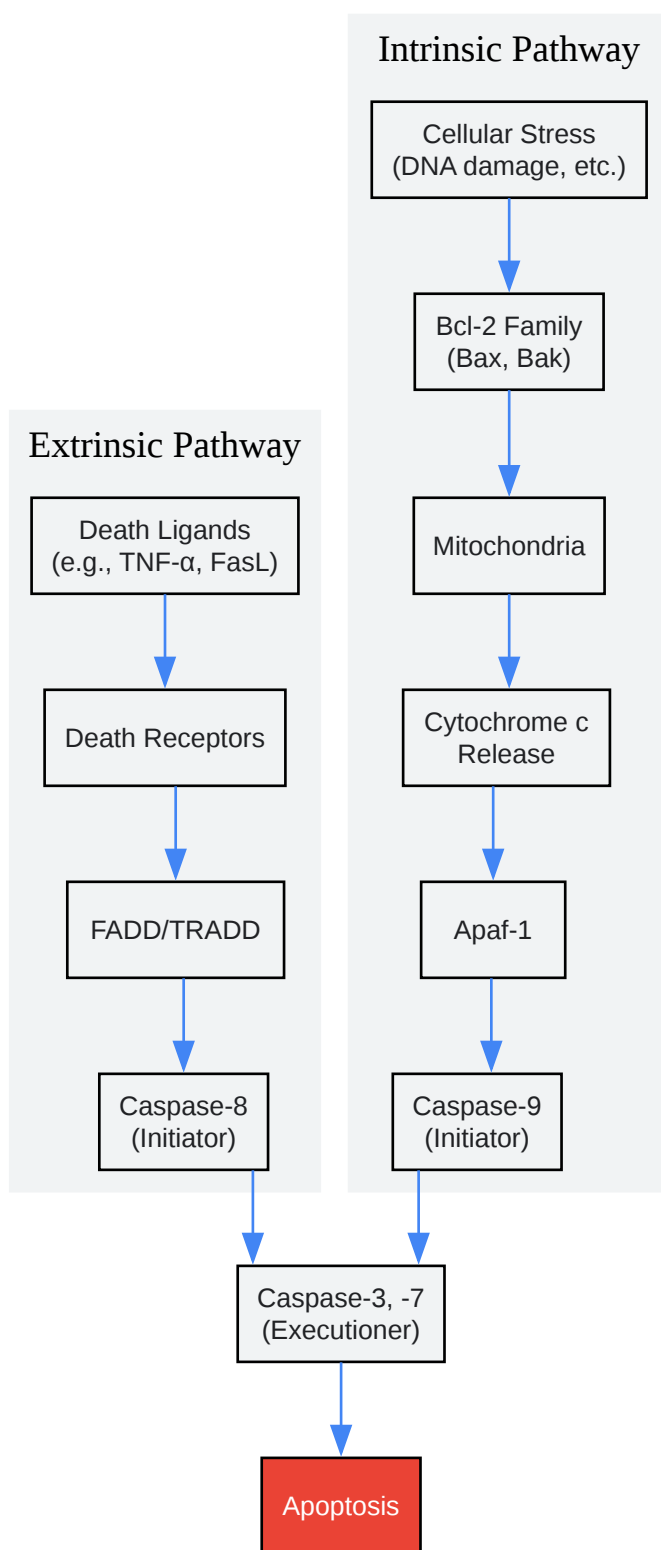 Intrinsic Pathway
Cellular Stress
(DNA damage, etc.)
Bcl-2 Family
(Bax, Bak)
Mitochondria
Cytochrome c
Release
Apaf-1
Caspase-9
(Initiator)
Extrinsic Pathway
Death Ligands
(e.g., TNF-α, FasL)
Death Receptors
FADD/TRADD
Caspase-8
(Initiator)
Caspase-3, -7
(Executioner)
Apoptosis